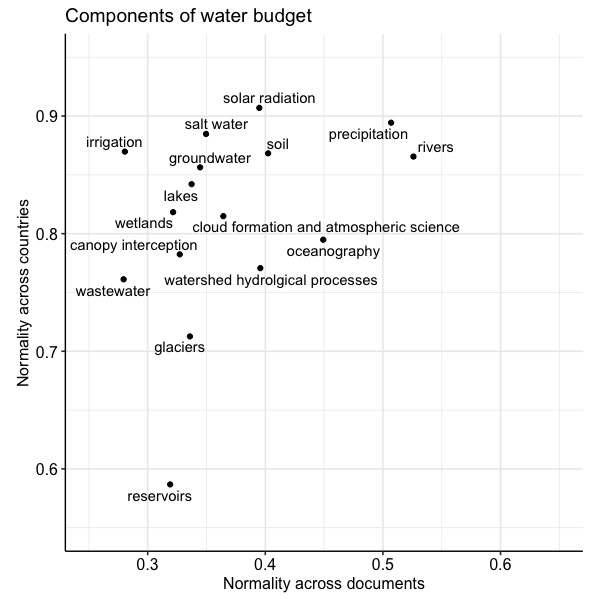 Components of water budget
solar radiation
0.9
salt water
precipitation
irrigation
soil
rivers
groundwater
lakes
wetlands
cloud formation and atmospheric science
0.8
canopy interception
oceanography
watershed hydrolgical processes
wastewater
Normality across countries
0.7
glaciers
0.6
reservoirs
0.3
0.4
0.5
0.6
Normality across documents